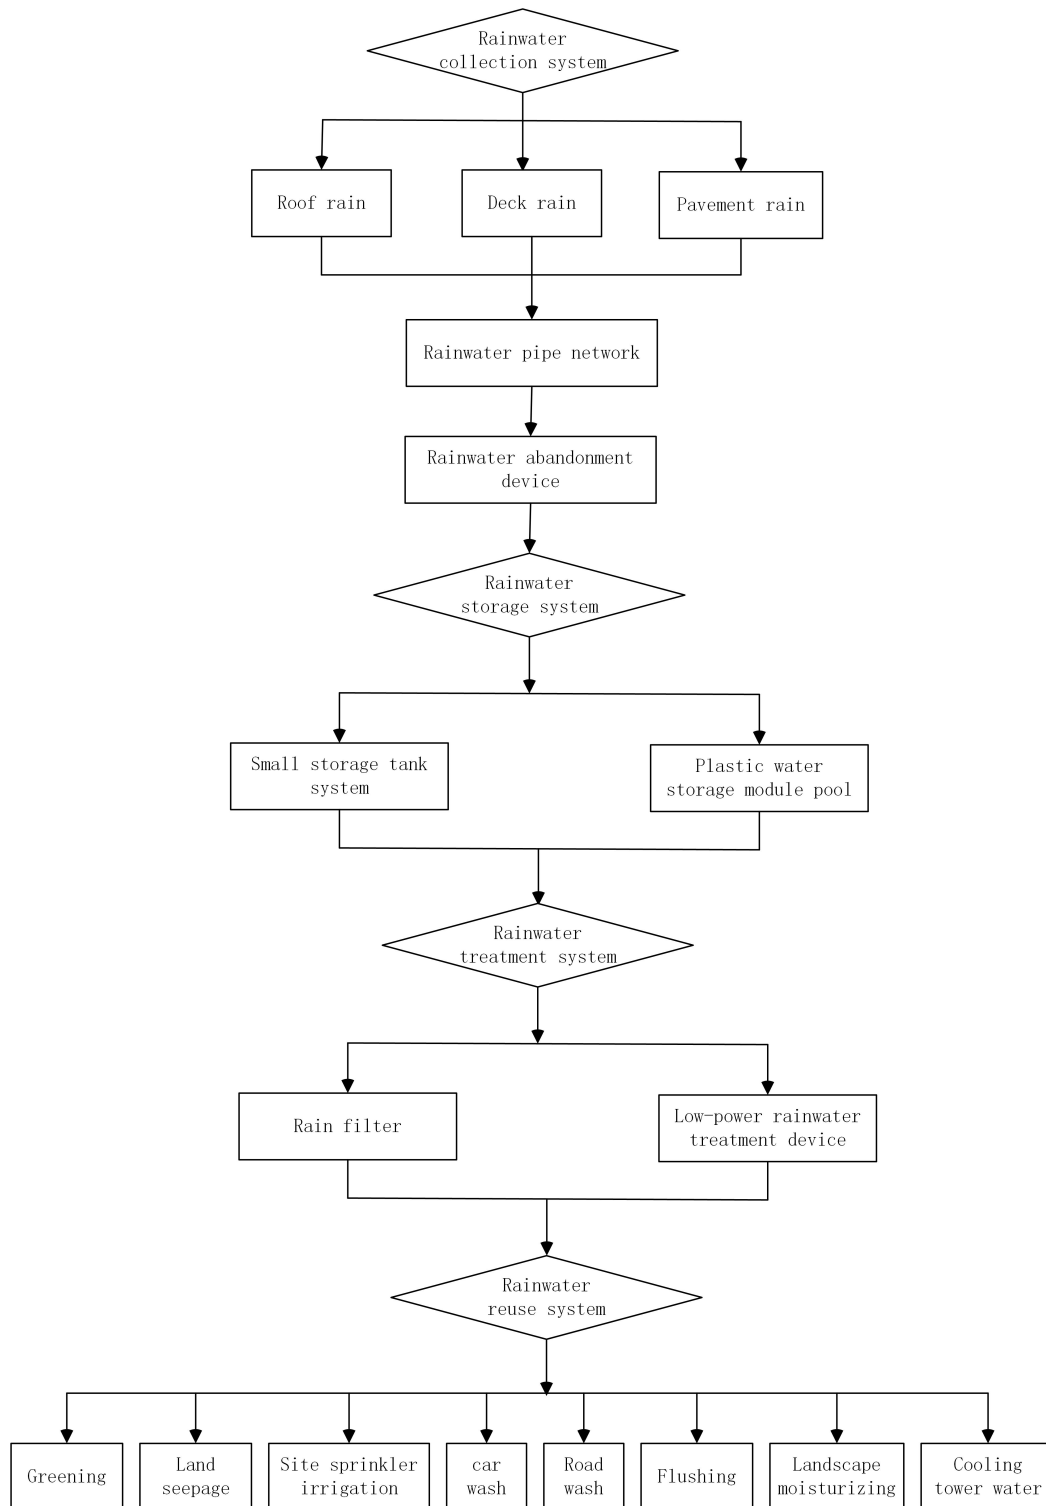 Rainwater
collection system
Roof rain
Deck rain
Pavement rain
Rainwater pipe network
Rainwater abandonment
device
Rainwater
storage system
Small storage tank
system
Plastic water
storage module pool
Rainwater
treatment system
Rain filter
Low-power rainwater
treatment device
Rainwater
reuse system
Greening
Land
seepage
Site sprinkler
irrigation
car
wash
Road
wash
Flushing
Landscape
moisturizing
Cooling
tower water